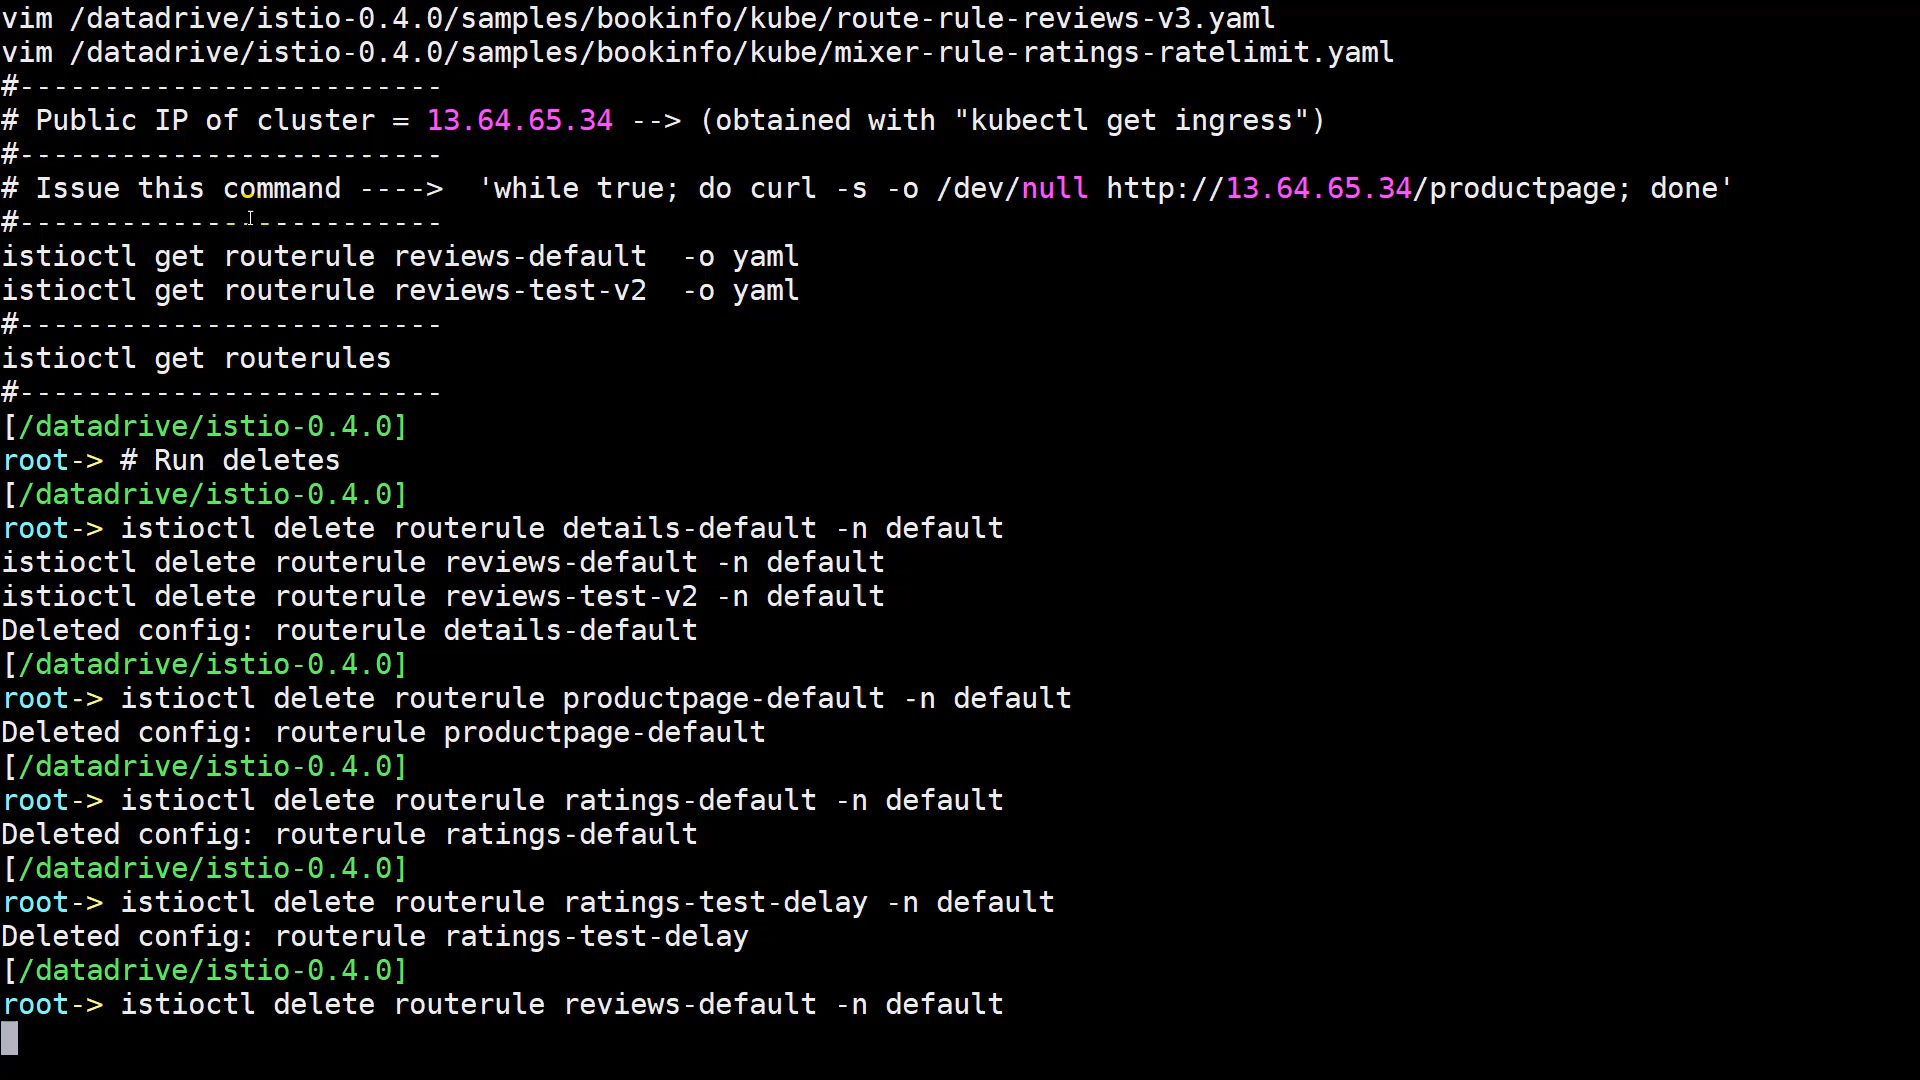 vim /datadrive/istio-0.4.0/samples/bookinfo/kube/route-rule-reviews-v3.yaml
vim /datadrive/istio-0.4.0/samples/bookinfo/kube/mixer-rule-ratings-ratelimit.yaml
#-------------------------
# Public IP of cluster = 13.64.65.34 --> (obtained with "kubectl get ingress")
#-------------------------
# Issue this command ---->  'while true; do curl -s -o /dev/null http://13.64.65.34/productpage; done'
#-------------------------
istioctl get routerule reviews-default  -o yaml
istioctl get routerule reviews-test-v2  -o yaml
#-------------------------
istioctl get routerules
#-------------------------
[/datadrive/istio-0.4.0]
root-> # Run deletes
[/datadrive/istio-0.4.0]
root-> istioctl delete routerule details-default -n default
istioctl delete routerule reviews-default -n default
istioctl delete routerule reviews-test-v2 -n default
Deleted config: routerule details-default
[/datadrive/istio-0.4.0]
root-> istioctl delete routerule productpage-default -n default
Deleted config: routerule productpage-default
[/datadrive/istio-0.4.0]
root-> istioctl delete routerule ratings-default -n default
Deleted config: routerule ratings-default
[/datadrive/istio-0.4.0]
root-> istioctl delete routerule ratings-test-delay -n default
Deleted config: routerule ratings-test-delay
[/datadrive/istio-0.4.0]
root-> istioctl delete routerule reviews-default -n default